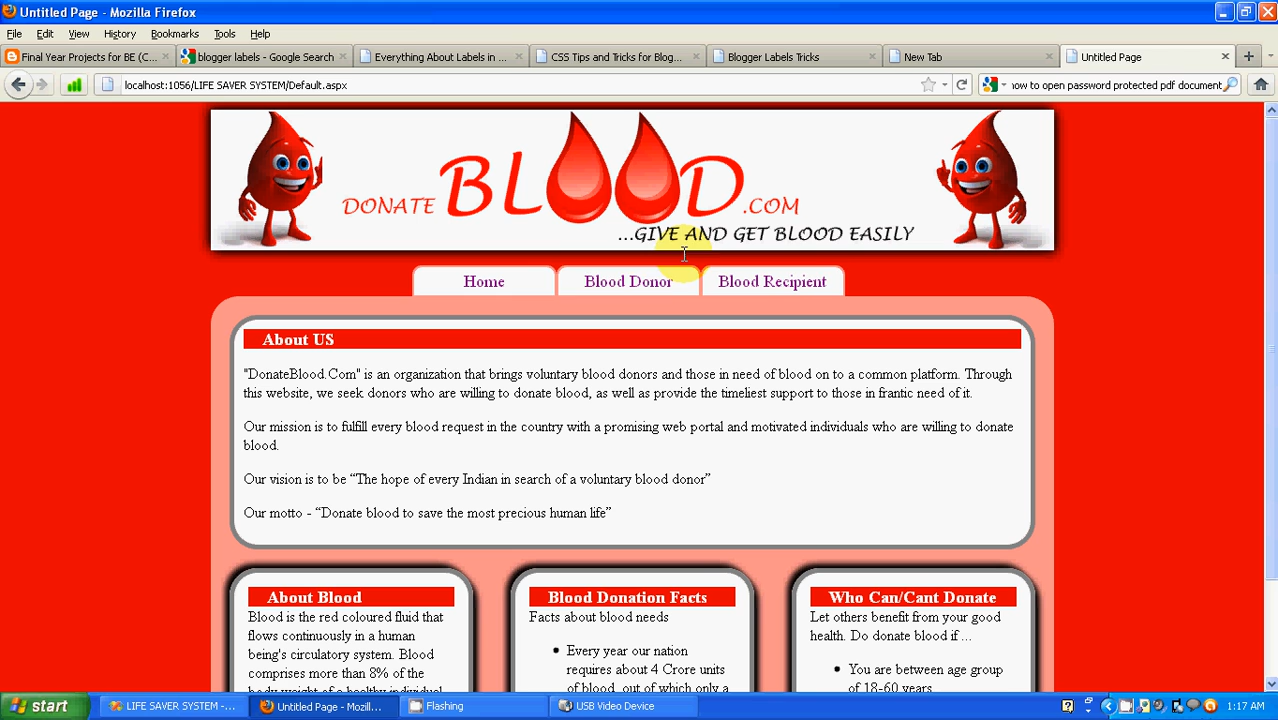 Untitled Page - Mozilla Firefox
File Edit View History Bookmarks Tools Help
Final Year Projects for BE (C...
blogger labels - Google Search
Everything About Labels in ...
CSS Tips and Tricks for Blog...
Blogger Labels Tricks
New Tab
Untitled Page
localhost:1056/LIFE SAVER SYSTEM/Default.aspx
how to open password protected pdf document
DONATE BLOOD.COM
...GIVE AND GET BLOOD EASILY
Home Blood Donor Blood Recipient
About US
"DonateBlood.Com" is an organization that brings voluntary blood donors and those in need of blood on to a common platform. Through
this website, we seek donors who are willing to donate blood, as well as provide the timeliest support to those in frantic need of it.
Our mission is to fulfill every blood request in the country with a promising web portal and motivated individuals who are willing to donate
blood.
Our vision is to be “The hope of every Indian in search of a voluntary blood donor”
Our motto - “Donate blood to save the most precious human life”
About Blood
Blood is the red coloured fluid that
flows continuously in a human
being's circulatory system. Blood
comprises more than 8% of the
body weight of a healthy individual
Blood Donation Facts
Facts about blood needs
Every year our nation
requires about 4 Crore units
of blood, out of which only a
Who Can/Cant Donate
Let others benefit from your good
health. Do donate blood if ...
You are between age group
of 18-60 years.
start
LIFE SAVER SYSTEM -...
Untitled Page - Mozil...
Flashing
USB Video Device
1:17 AM